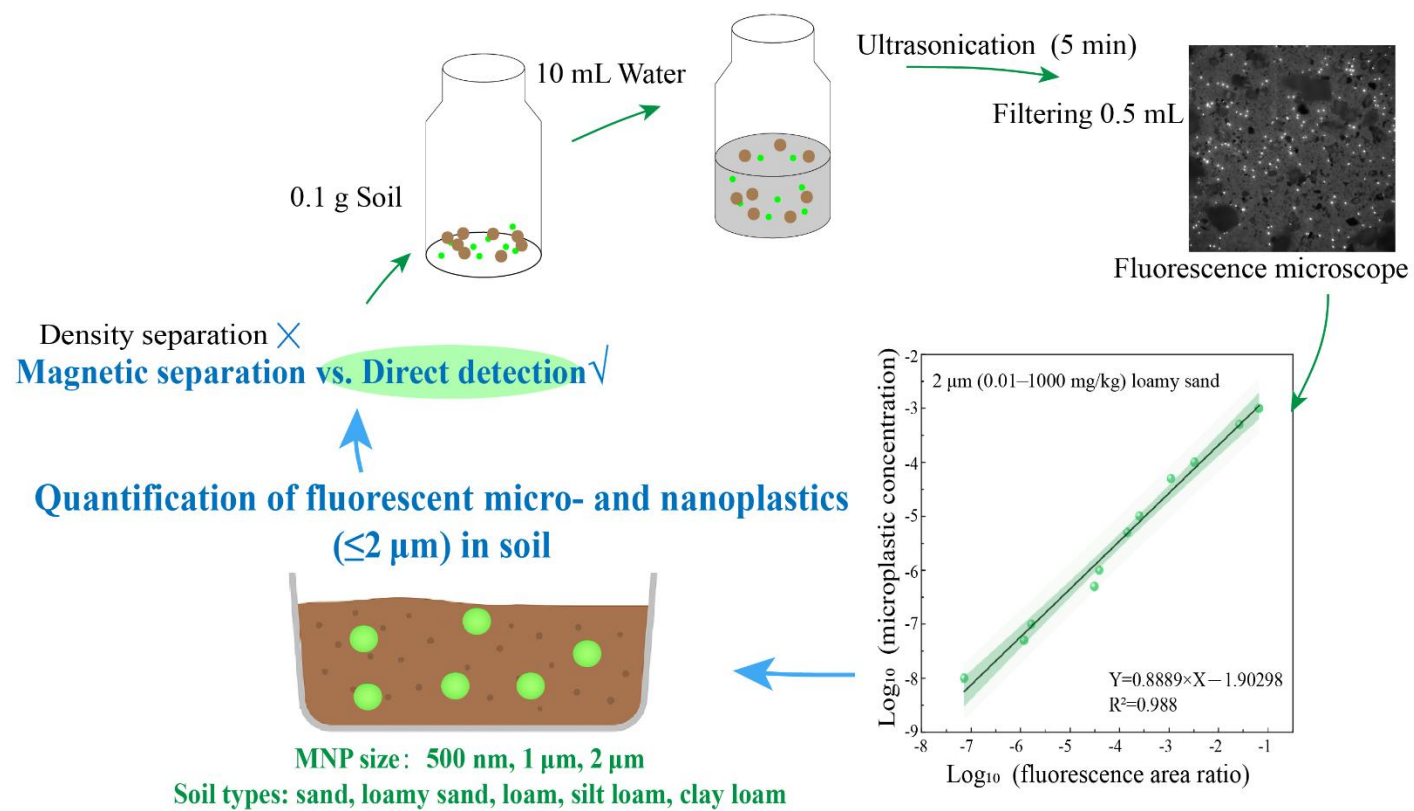 10 mL Water
Ultrasonication (5 min)
Filtering 0.5 mL
0.1 g Soil
Fluorescence microscope
Density separation ×
Magnetic separation vs. Direct detection√
Quantification of fluorescent micro- and nanoplastics
(≤2 μm) in soil
MNP size： 500 nm, 1 μm, 2 μm
Soil types: sand, loamy sand, loam, silt loam, clay loam
2 μm (0.01–1000 mg/kg) loamy sand
Log₁₀ (microplastic concentration)
-2
-3
-4
-5
-6
-7
-8
-9
Y=0.8889×X－1.90298
R²=0.988
-8 -7 -6 -5 -4 -3 -2 -1
Log₁₀ (fluorescence area ratio)